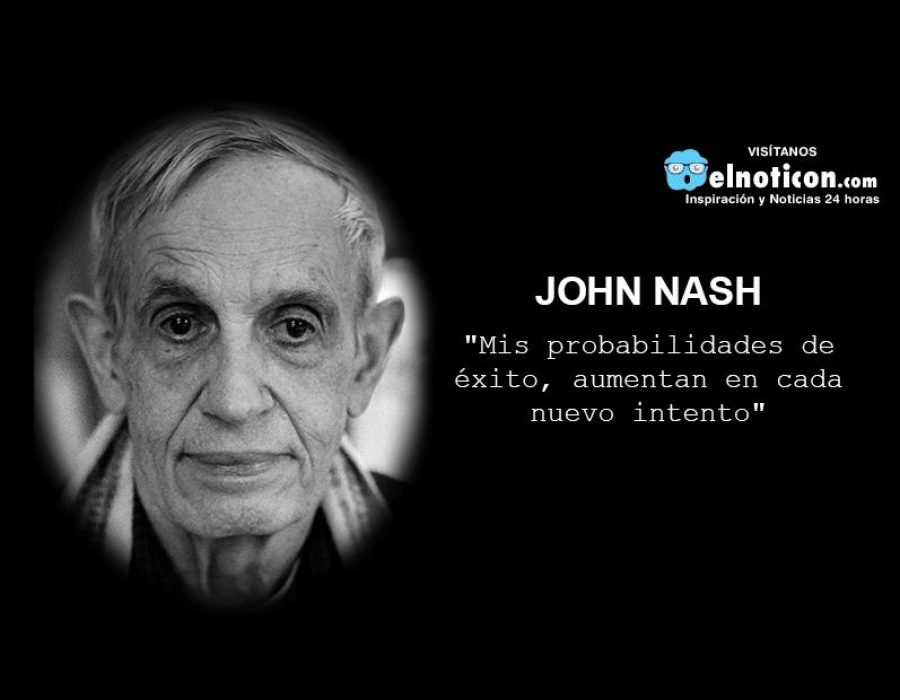 VISÍTANOS
elnoticon.com
Inspiración y Noticias 24 horas
JOHN NASH
"Mis probabilidades de
éxito, aumentan en cada
nuevo intento"